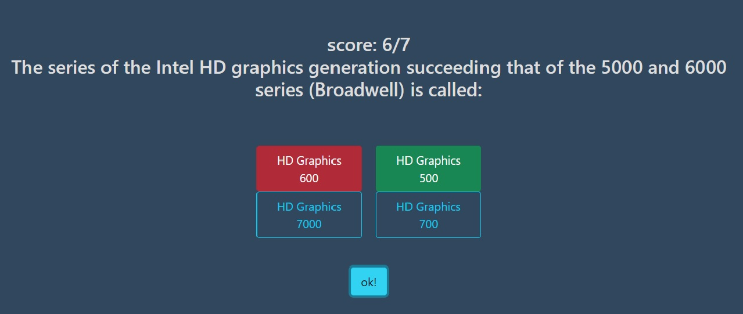 score: 6/7
The series of the Intel HD graphics generation succeeding that of the 5000 and 6000
series (Broadwell) is called:
HD Graphics
600
HD Graphics
500
HD Graphics
7000
HD Graphics
700
ok!